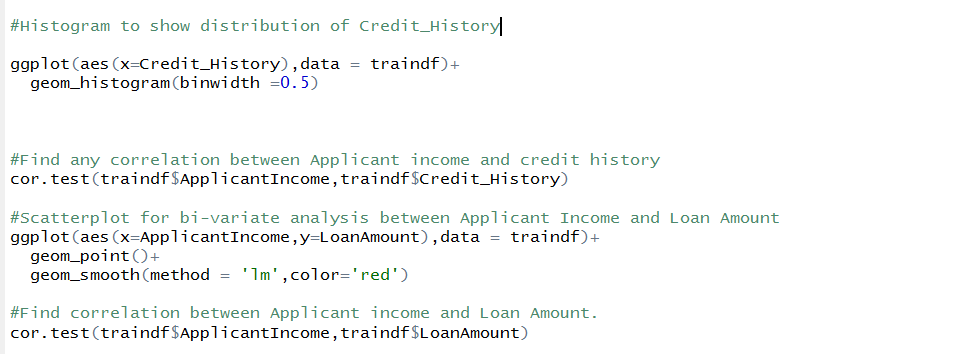 #Histogram to show distribution of Credit_History
ggplot(aes(x=Credit_History),data = traindf)+
geom_histogram(binwidth =0.5)
#Find any correlation between Applicant income and credit history
cor.test(traindf$ApplicantIncome,traindf$Credit_History)
#Scatterplot for bi-variate analysis between Applicant Income and Loan Amount
ggplot(aes(x=ApplicantIncome,y=LoanAmount),data = traindf)+
geom_point()+
geom_smooth(method = 'lm',color='red')
#Find correlation between Applicant income and Loan Amount.
cor.test(traindf$ApplicantIncome,traindf$LoanAmount)